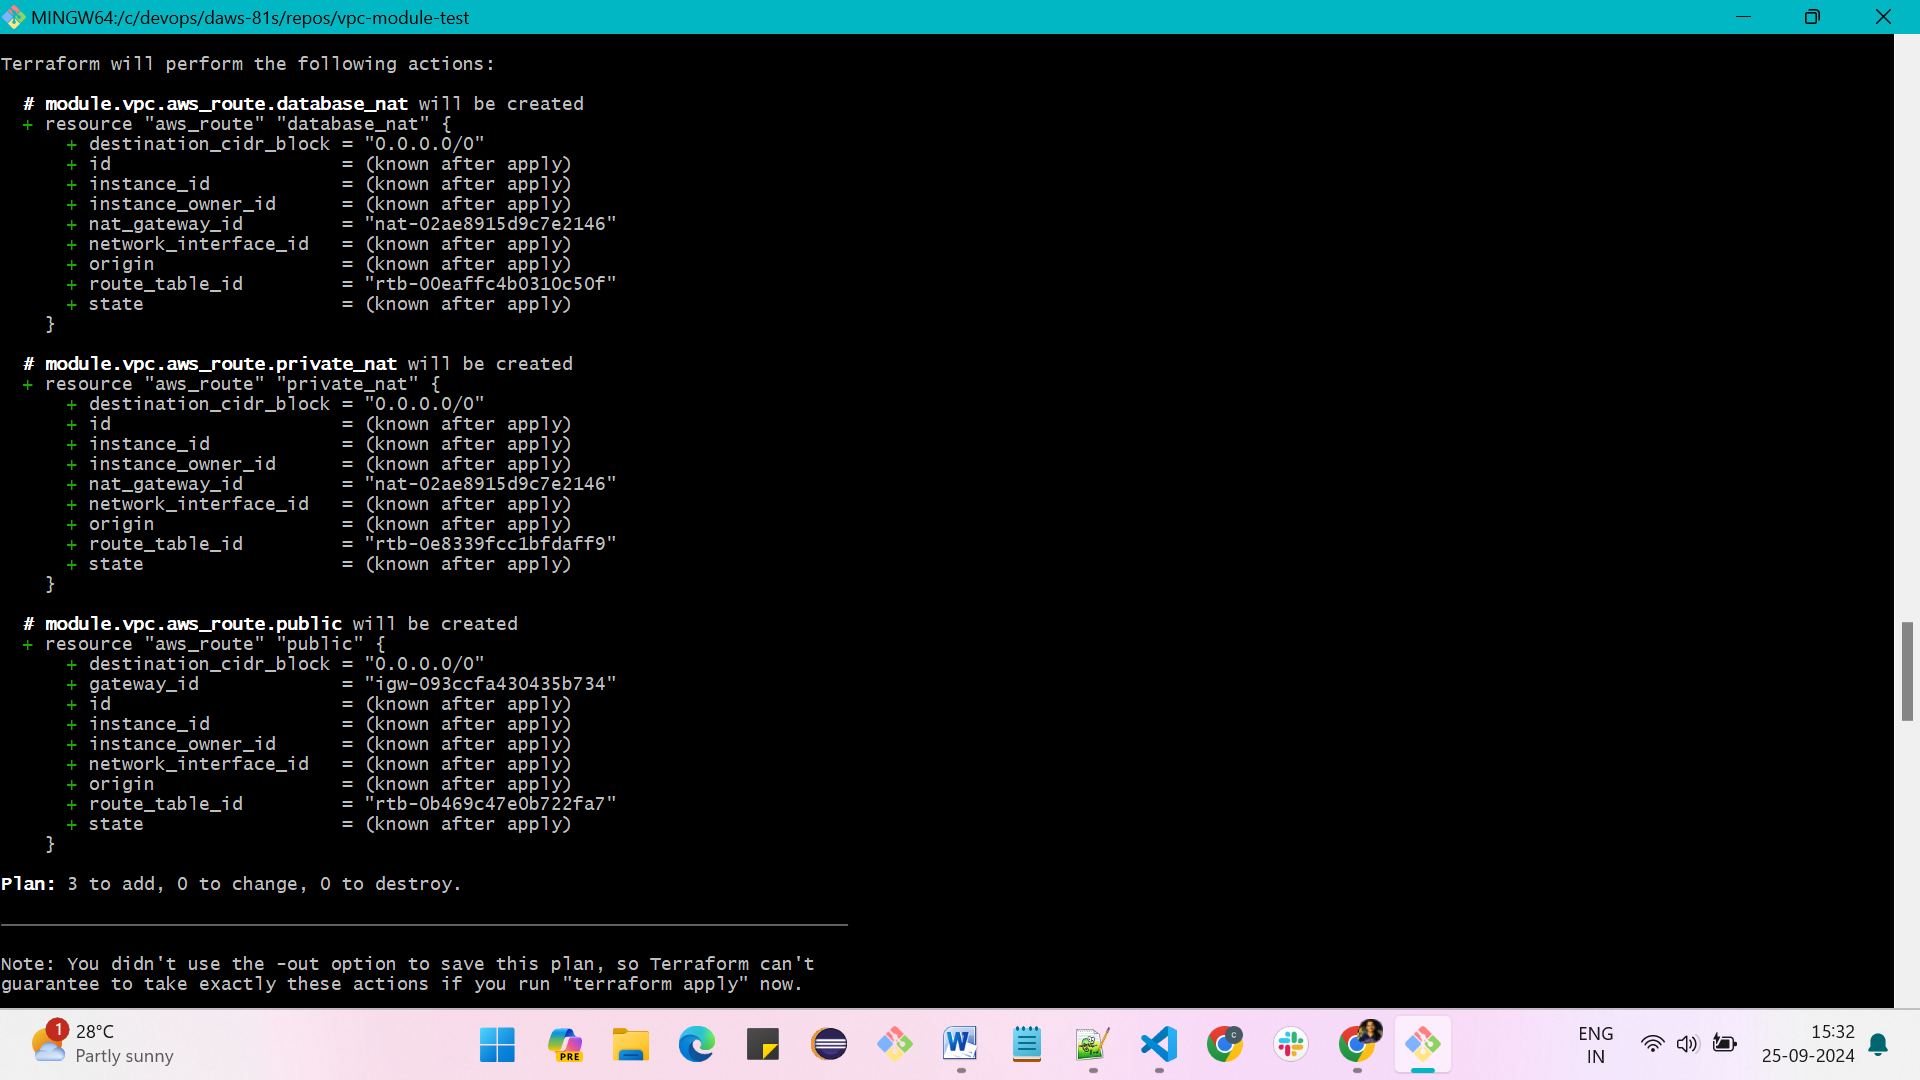 MINGW64:/c/devops/daws-81s/repos/vpc-module-test
Terraform will perform the following actions:
# module.vpc.aws_route.database_nat will be created
+ resource "aws_route" "database_nat" {
+ destination_cidr_block = "0.0.0.0/0"
+ id = (known after apply)
+ instance_id = (known after apply)
+ instance_owner_id = (known after apply)
+ nat_gateway_id = "nat-02ae8915d9c7e2146"
+ network_interface_id = (known after apply)
+ origin = (known after apply)
+ route_table_id = "rtb-00eaffc4b0310c50f"
+ state = (known after apply)
}
# module.vpc.aws_route.private_nat will be created
+ resource "aws_route" "private_nat" {
+ destination_cidr_block = "0.0.0.0/0"
+ id = (known after apply)
+ instance_id = (known after apply)
+ instance_owner_id = (known after apply)
+ nat_gateway_id = "nat-02ae8915d9c7e2146"
+ network_interface_id = (known after apply)
+ origin = (known after apply)
+ route_table_id = "rtb-0e8339fcc1bfdaff9"
+ state = (known after apply)
}
# module.vpc.aws_route.public will be created
+ resource "aws_route" "public" {
+ destination_cidr_block = "0.0.0.0/0"
+ gateway_id = "igw-093ccfa430435b734"
+ id = (known after apply)
+ instance_id = (known after apply)
+ instance_owner_id = (known after apply)
+ network_interface_id = (known after apply)
+ origin = (known after apply)
+ route_table_id = "rtb-0b469c47e0b722fa7"
+ state = (known after apply)
}
Plan: 3 to add, 0 to change, 0 to destroy.
Note: You didn't use the -out option to save this plan, so Terraform can't
guarantee to take exactly these actions if you run "terraform apply" now.
1
28°C
Partly sunny
PRE
W
C
ENG
IN
15:32
25-09-2024